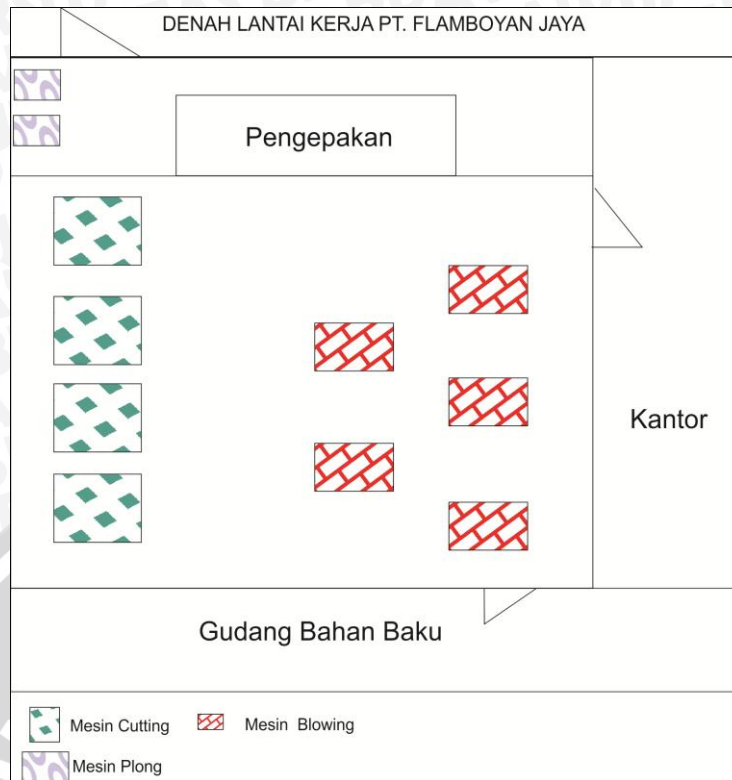 DENAH LANTAI KERJA PT. FLAMBOYAN JAYA
Pengepakan
Kantor
Gudang Bahan Baku
Mesin Cutting
Mesin Blowing
Mesin Plong